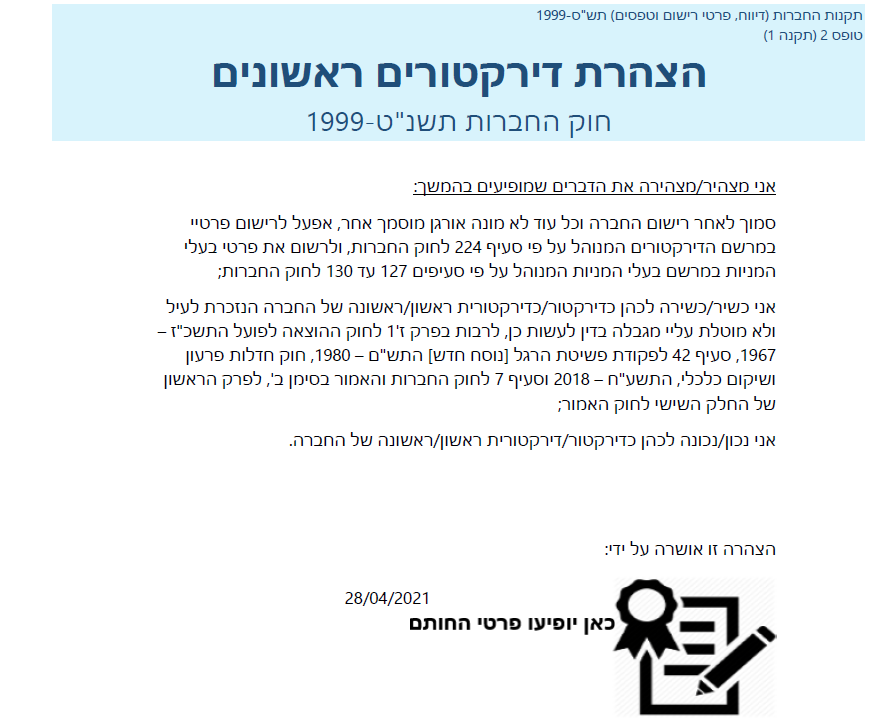 תקנות החברות (דיווח, פרטי רישום וטפסים) תש"ס-1999
טופס 2 (תקנה 1)
הצהרת דירקטורים ראשונים
חוק החברות תשנ"ט-1999
אני מצהיר/מצהירה את הדברים שמופיעים בהמשך:
סמוך לאחר רישום החברה וכל עוד לא מונה אורגן מוסמך אחר, אפעל לרישום פרטיי
במרשם הדירקטורים המנוהל על פי סעיף 224 לחוק החברות, ולרשום את פרטי בעלי
המניות במרשם בעלי המניות המנוהל על פי סעיפים 127 עד 130 לחוק החברות;
אני כשיר/כשירה לכהן כדירקטור/כדירקטורית ראשון/ראשונה של החברה הנזכרת לעיל
ולא מוטלת עליי מגבלה בדין לעשות כן, לרבות בפרק ז'1 לחוק ההוצאה לפועל התשכ"ז –
1967, סעיף 42 לפקודת פשיטת הרגל [נוסח חדש] התש"ם – 1980, חוק חדלות פרעון
ושיקום כלכלי, התשע"ח – 2018 וסעיף 7 לחוק החברות והאמור בסימן ב', לפרק הראשון
של החלק השישי לחוק האמור;
אני נכון/נכונה לכהן כדירקטור/דירקטורית ראשון/ראשונה של החברה.
הצהרה זו אושרה על ידי:
28/04/2021
כאן יופיעו פרטי החותם